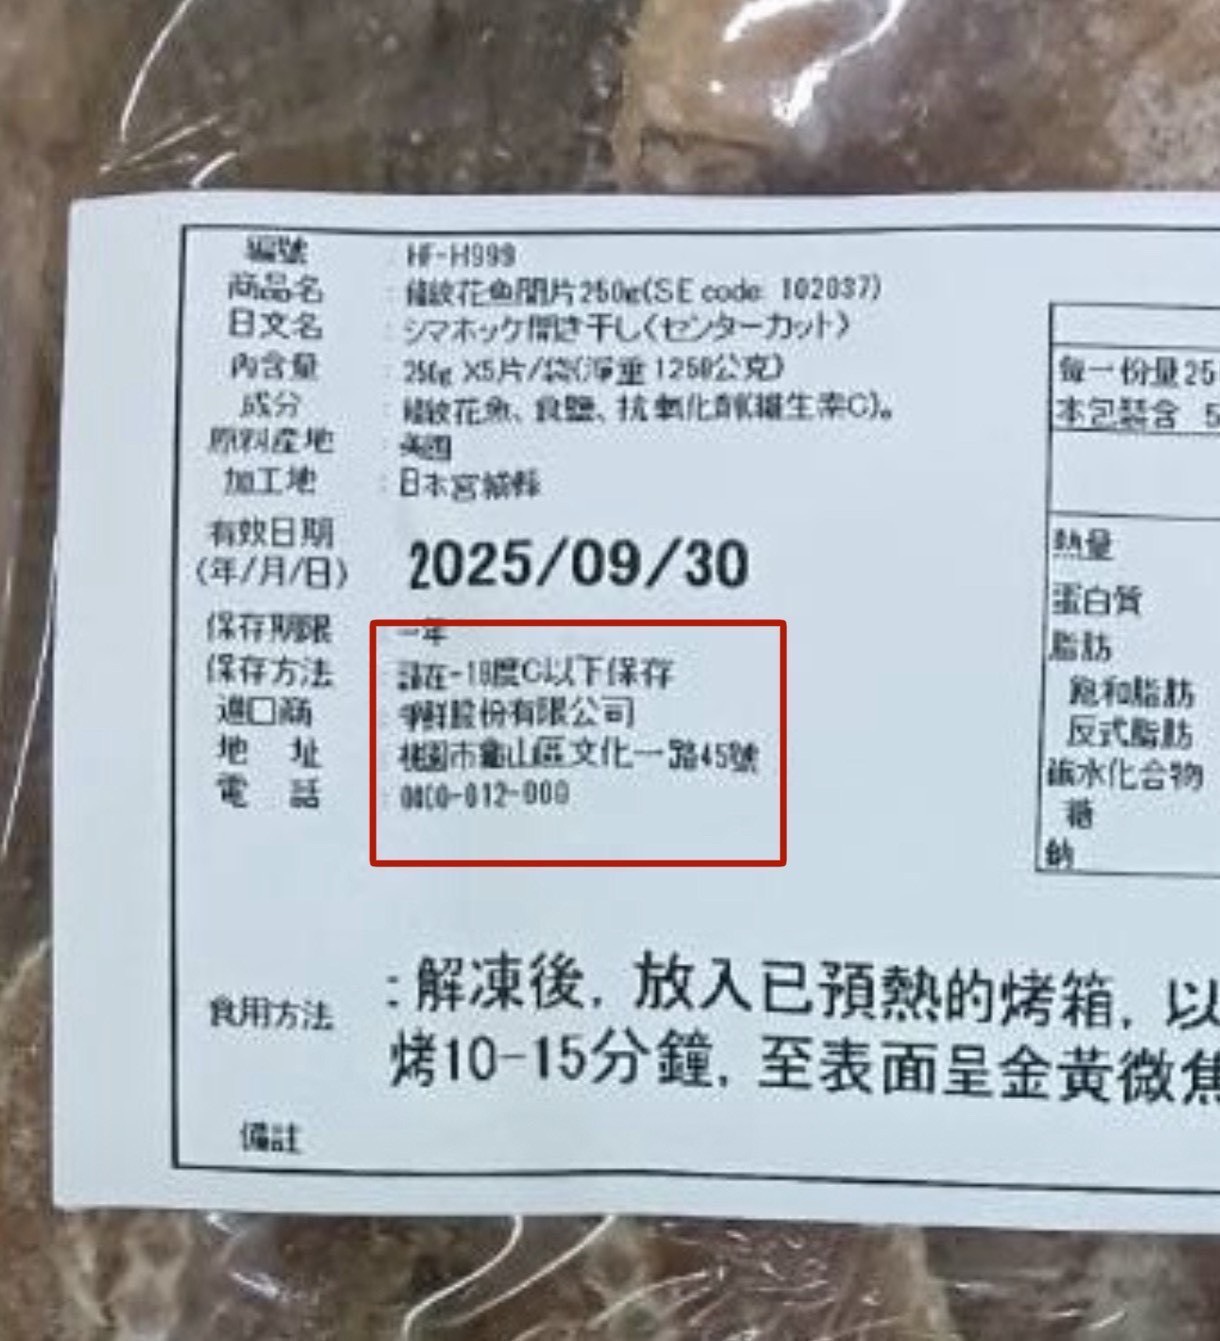 編號 : HF-H999
商品名 : 縞紋花魚開片250g(SE code: 102037)
日文名 : シマホッケ開き干し(センターカット)
內含量 : 250g X5片/袋(淨重 1250公克)
成分 : 縞紋花魚、食鹽、抗氧化劑(維生素C)。
原料產地 : 美國
加工地 : 日本宮城縣
有效日期
(年/月/日)
2025/09/30
保存期限 : 一年
保存方法 : 請在-18度C以下保存
進口商 : 爭鮮股份有限公司
地 址 : 桃園市龜山區文化一路45號
電 話 : 0800-012-000
食用方法 : 解凍後, 放入已預熱的烤箱, 以
烤10-15分鐘, 至表面呈金黃微焦
備註
每一份量25
本包裝含 5
熱量
蛋白質
脂肪
飽和脂肪
反式脂肪
碳水化合物
糖
鈉